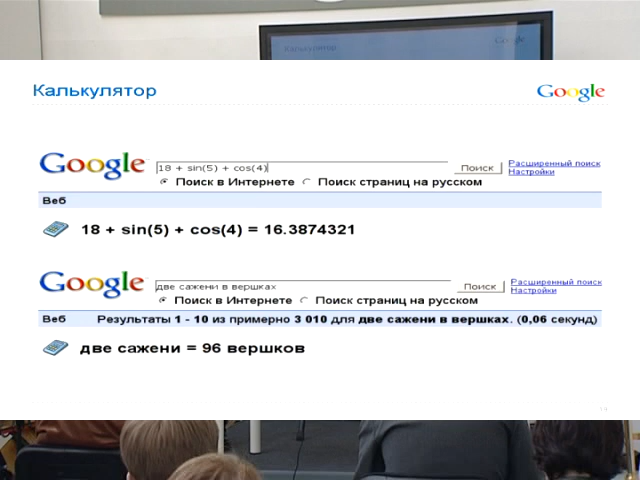 Калькулятор Google
Калькулятор Google
Google 18 + sin(5) + cos(4) Поиск Расширенный поиск
Настройки
Поиск в Интернете Поиск страниц на русском
Веб
18 + sin(5) + cos(4) = 16.3874321
Google две сажени в вершках Поиск Расширенный поиск
Настройки
Поиск в Интернете Поиск страниц на русском
Веб Результаты 1 - 10 из примерно 3 010 для две сажени в вершках. (0,06 секунд)
две сажени = 96 вершков